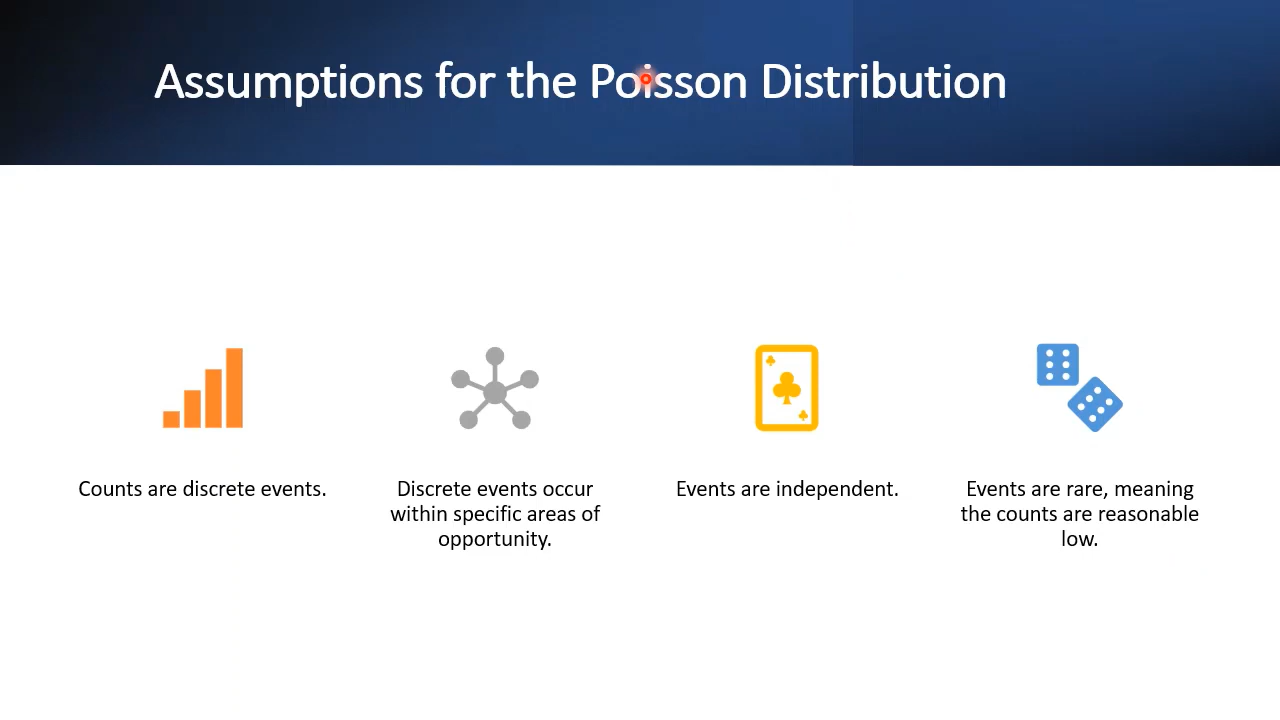 Assumptions for the Poisson Distribution
Counts are discrete events.
Discrete events occur
within specific areas of
opportunity.
Events are independent.
Events are rare, meaning
the counts are reasonable
low.